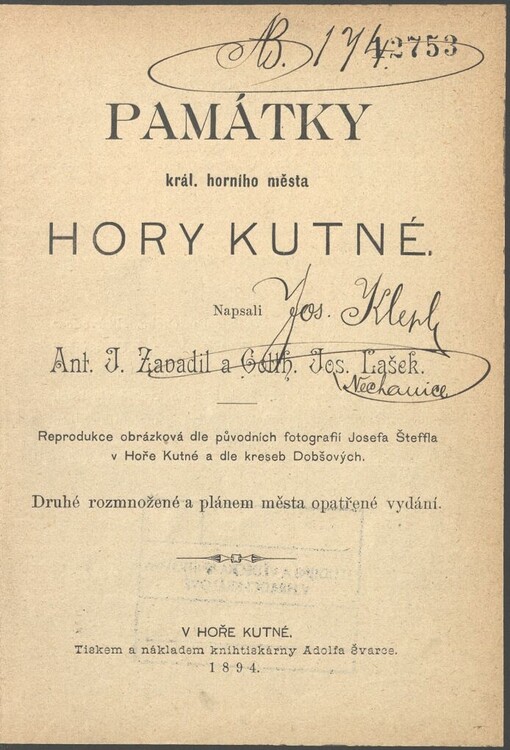 AB. 174.
12753
PAMÁTKY
král. horního města
HORY KUTNÉ.
Napsali
Jos. Klepl
Ant. J. Zavadil a Gotth. Jos. Lašek.
Nechanice
Reprodukce obrázková dle původních fotografií Josefa Šteffla
v Hoře Kutné a dle kreseb Dobšových.
Druhé rozmnožené a plánem města opatřené vydání.
V HOŘE KUTNÉ.
Tiskem a nákladem knihtiskárny Adolfa Švarce.
1894.